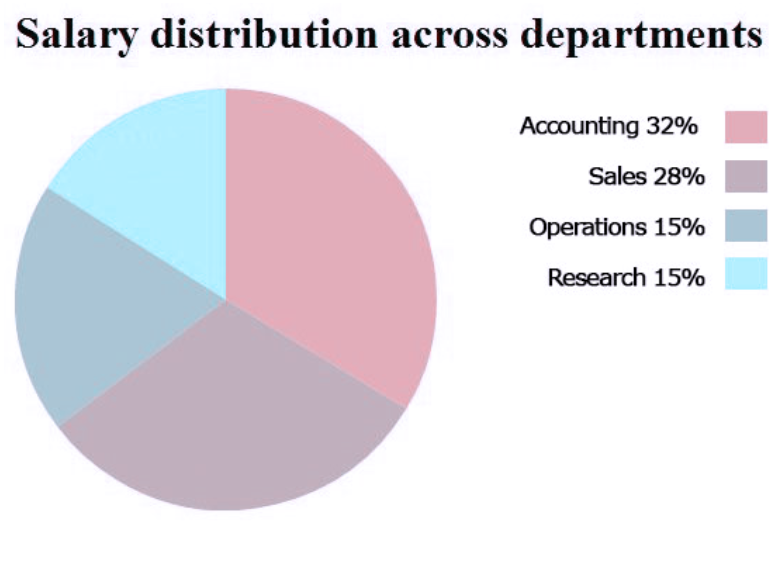 Salary distribution across departments
Accounting 32%
Sales 28%
Operations 15%
Research 15%